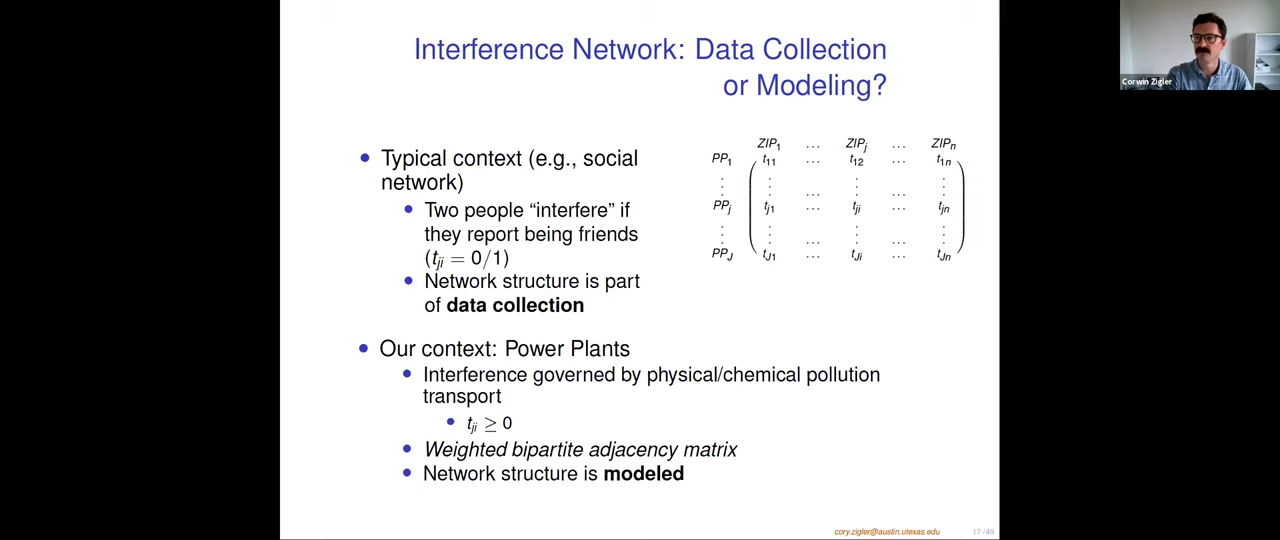 Interference Network: Data Collection
or Modeling?
• Typical context (e.g., social
network)
• Two people “interfere” if
they report being friends
(t_ji = 0/1)
• Network structure is part
of data collection
ZIP_1 ... ZIP_j ... ZIP_n
PP_1 t_11 ... t_12 ... t_1n
⋮ ⋮ ... ⋮ ... ⋮
PP_j t_j1 ... t_ji ... t_jn
⋮ ⋮ ... ⋮ ... ⋮
PP_J t_J1 ... t_Ji ... t_Jn
• Our context: Power Plants
• Interference governed by physical/chemical pollution
transport
• t_ji ≥ 0
• Weighted bipartite adjacency matrix
• Network structure is modeled
cory.zigler@austin.utexas.edu 17/49
Corwin Zigler